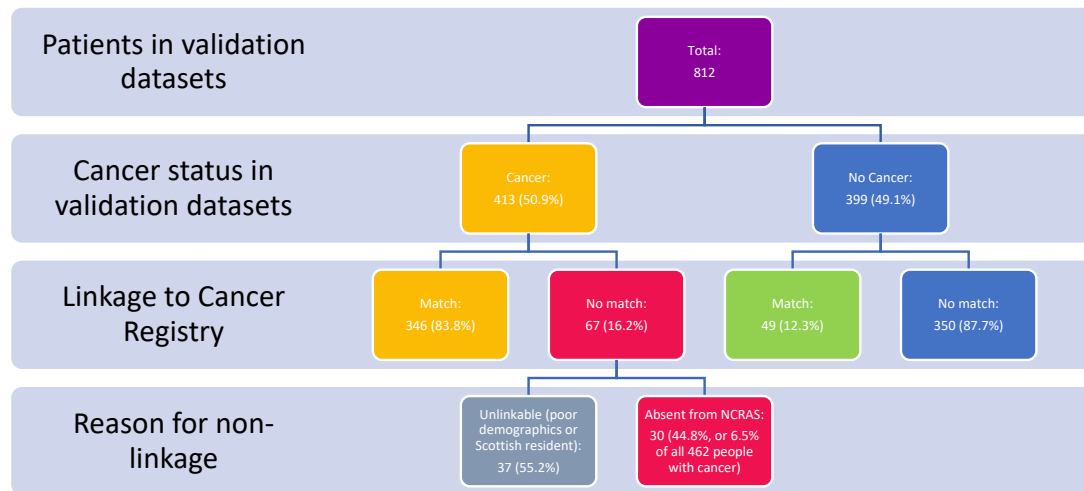 Patients in validation
datasets
Total:
812
Cancer status in
validation datasets
Cancer:
413 (50.9%)
No Cancer:
399 (49.1%)
Linkage to Cancer
Registry
Match:
346 (83.8%)
No match:
67 (16.2%)
Match:
49 (12.3%)
No match:
350 (87.7%)
Reason for non-
linkage
Unlinkable (poor
demographics or
Scottish resident):
37 (55.2%)
Absent from NCRAS:
30 (44.8%, or 6.5%
of all 462 people
with cancer)